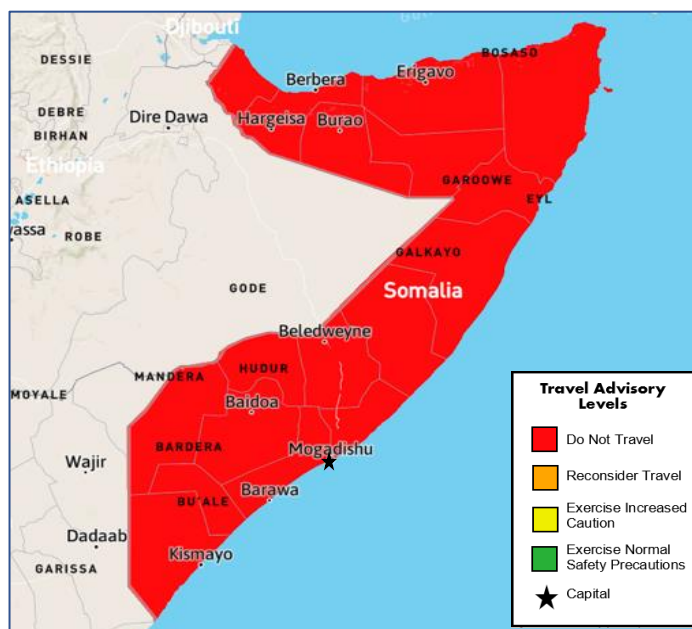 Djibouti
DESSIE
BOSASO
Berbera
Erigavo
DEBRE
BIRHAN
Dire Dawa
Hargeisa
Burao
Ethiopia
GAROOWE
ASELLA
EYL
wassa
ROBE
GALKAYO
GODE
Somalia
Beledweyne
MANDERA
HUDUR
MOYALE
Baidoa
BARDERA
Mogadishu
Wajir
BU'ALE
Barawa
Dadaab
Kismayo
GARISSA
Travel Advisory
Levels
Do Not Travel
Reconsider Travel
Exercise Increased
Caution
Exercise Normal
Safety Precautions
Capital